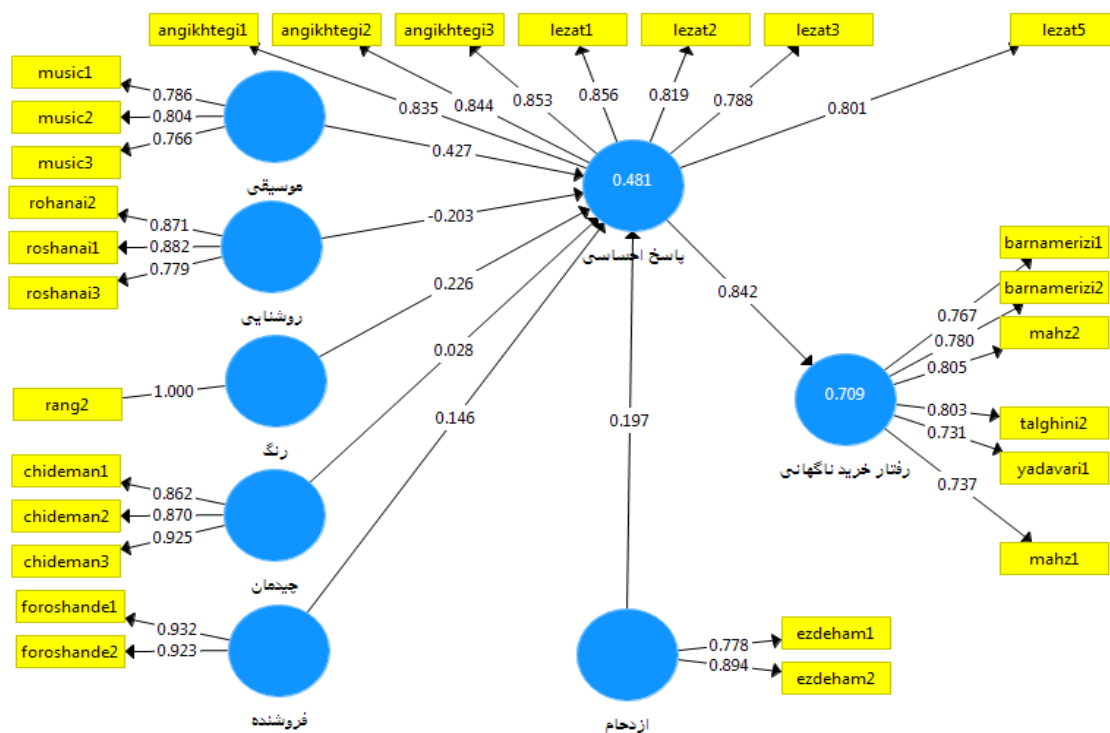 angikhtegi1 angikhtegi2 angikhtegi3 lezat1 lezat2 lezat3 lezat5
0.835 0.844 0.853 0.856 0.819 0.788 0.801
music1
music2
music3
0.786
0.804
0.766
موسیقی
0.427
rohanai2
roshanai1
roshanai3
0.871
0.882
0.779
روشنایی
-0.203
rang2
1.000
رنگ
0.226
chideman1
chideman2
chideman3
0.862
0.870
0.925
چیدمان
0.028
foroshande1
foroshande2
0.932
0.923
فروشنده
0.146
0.481
پاسخ احساسی
0.197
ازدحام
0.778
0.894
ezdeham1
ezdeham2
0.842
0.709
رفتار خرید ناگهانی
0.767
0.780
0.805
0.803
0.731
0.737
barnamerizi1
barnamerizi2
mahz2
talghini2
yadavari1
mahz1